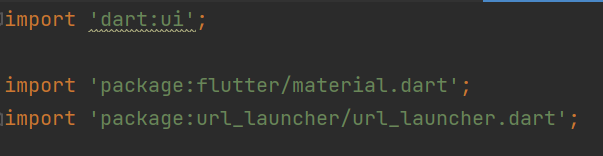 import 'dart:ui';
import 'package:flutter/material.dart';
import 'package:url_launcher/url_launcher.dart';